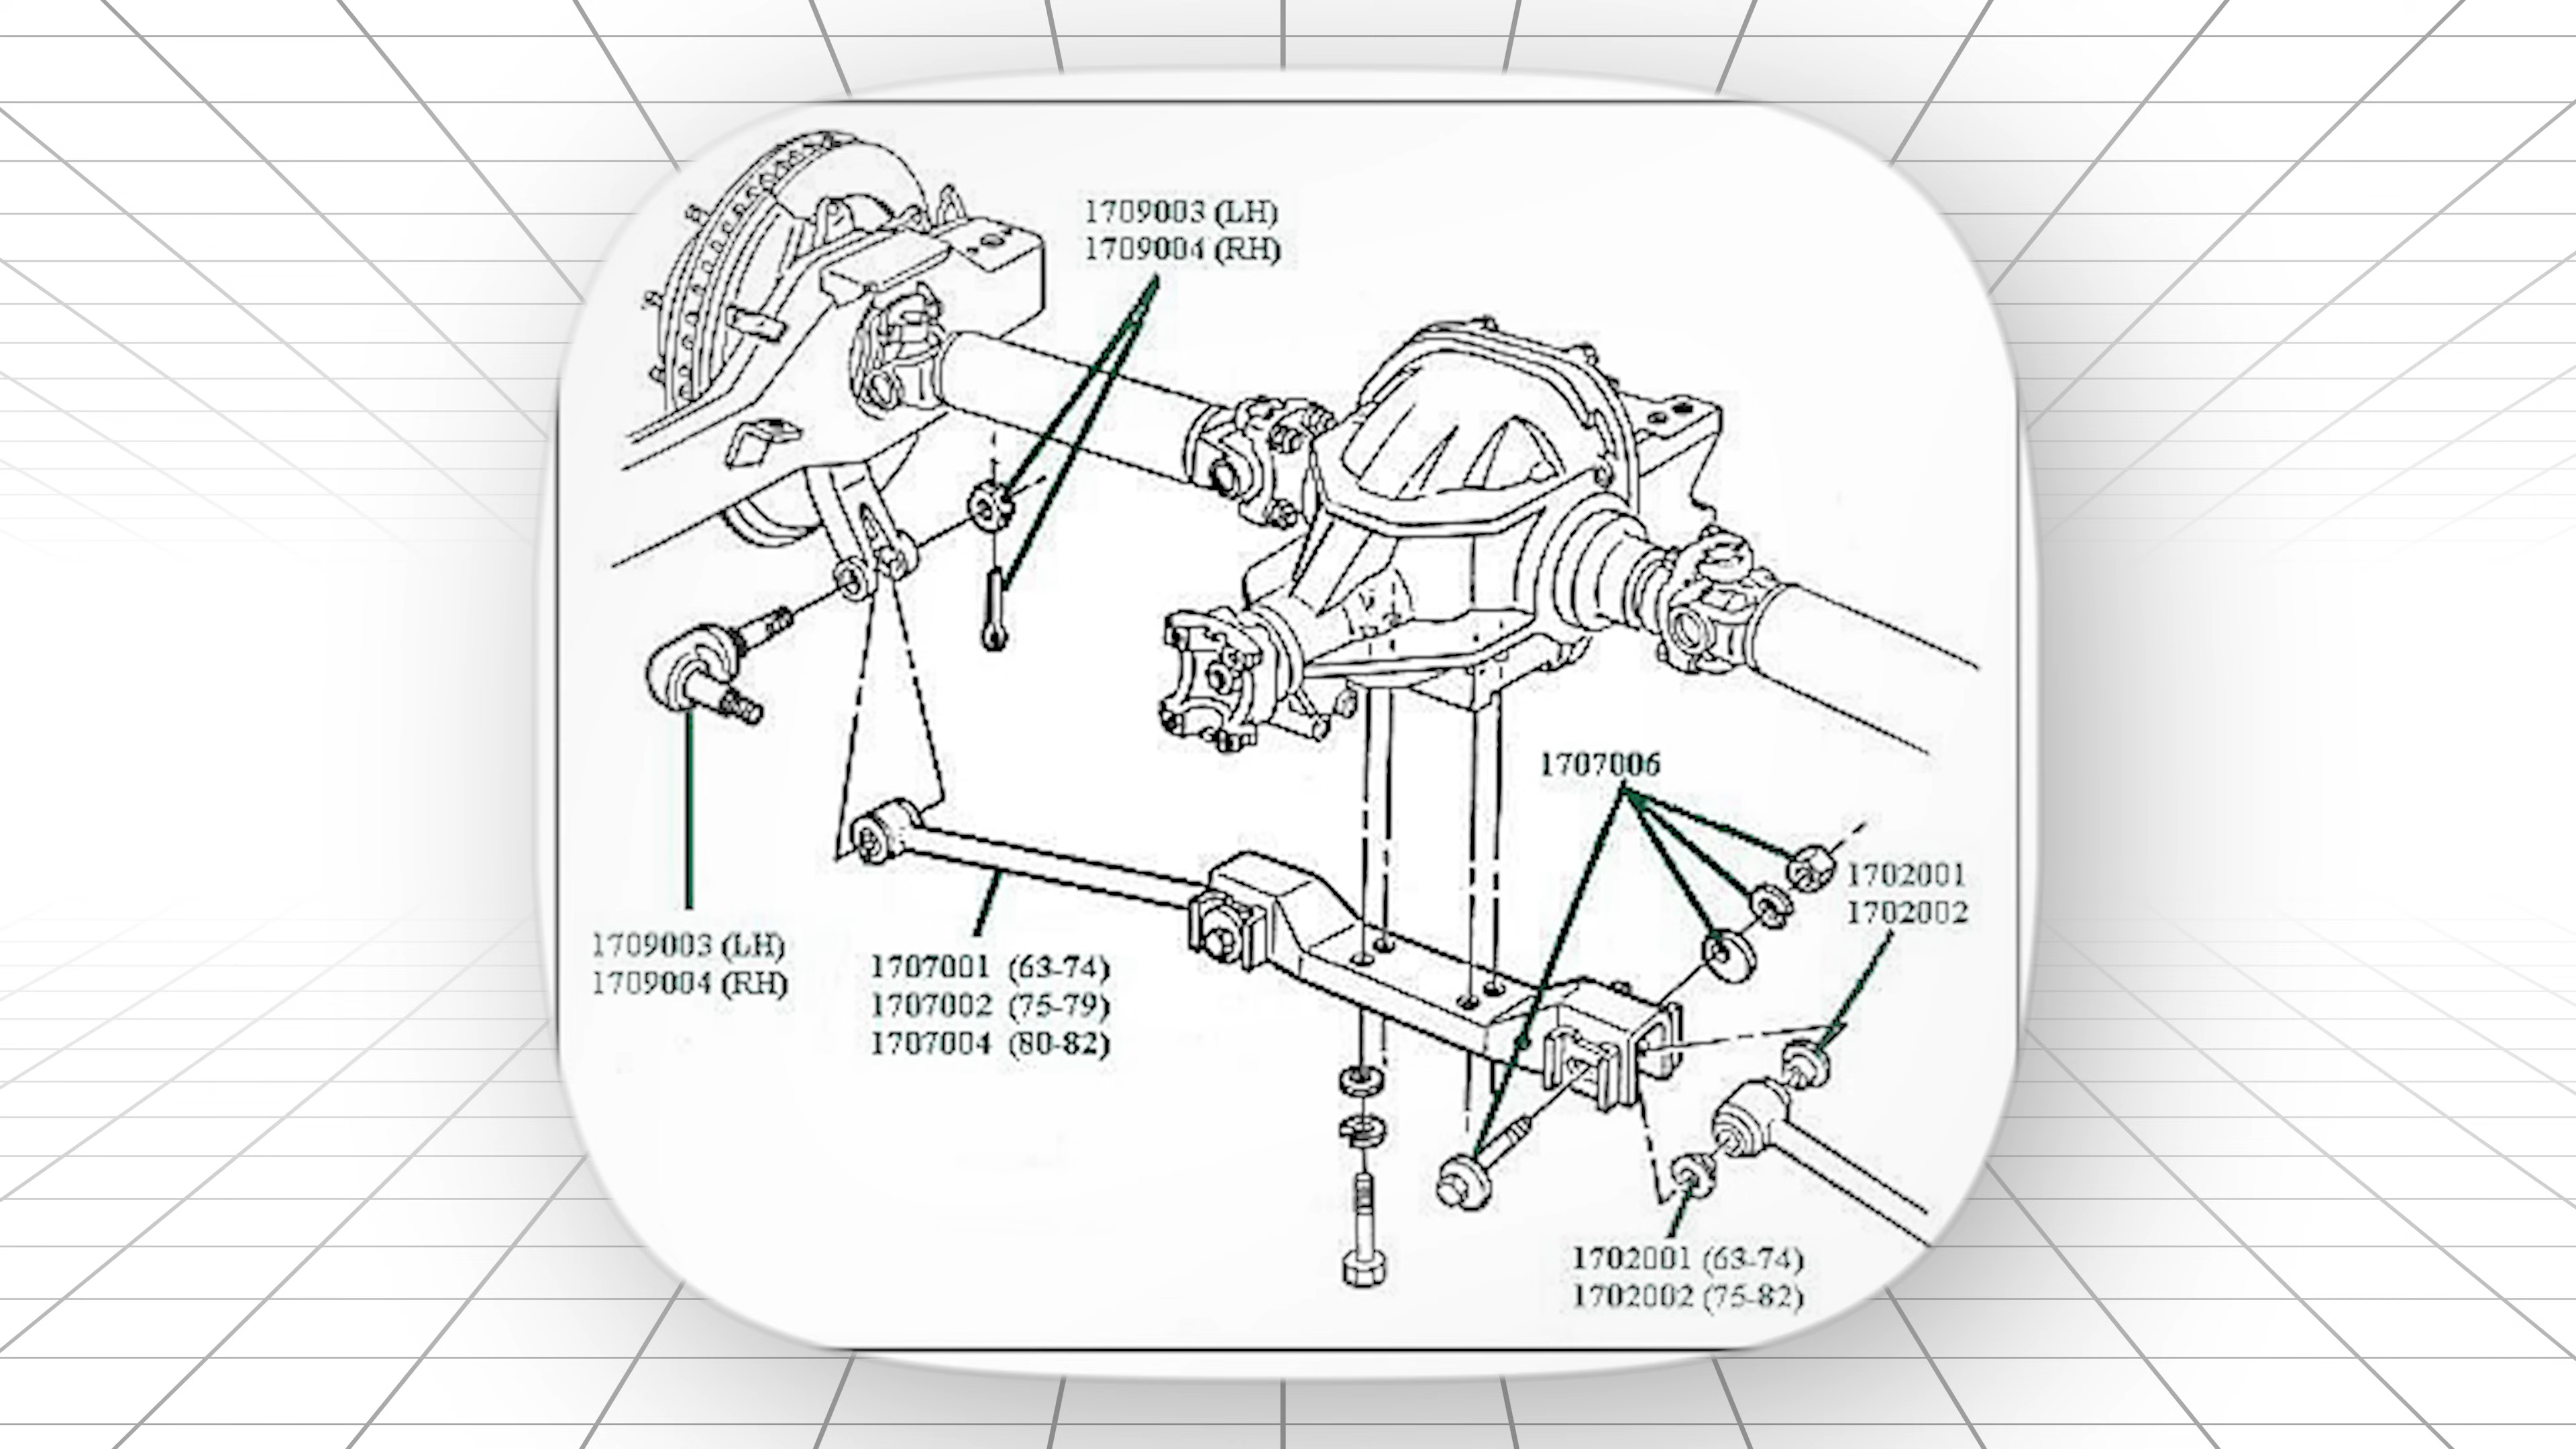 1709003 (LH)
1709004 (RH)
1707006
1702001
1702002
1709003 (LH)
1709004 (RH)
1707001 (63-74)
1707002 (75-79)
1707004 (80-82)
1702001 (63-74)
1702002 (75-82)